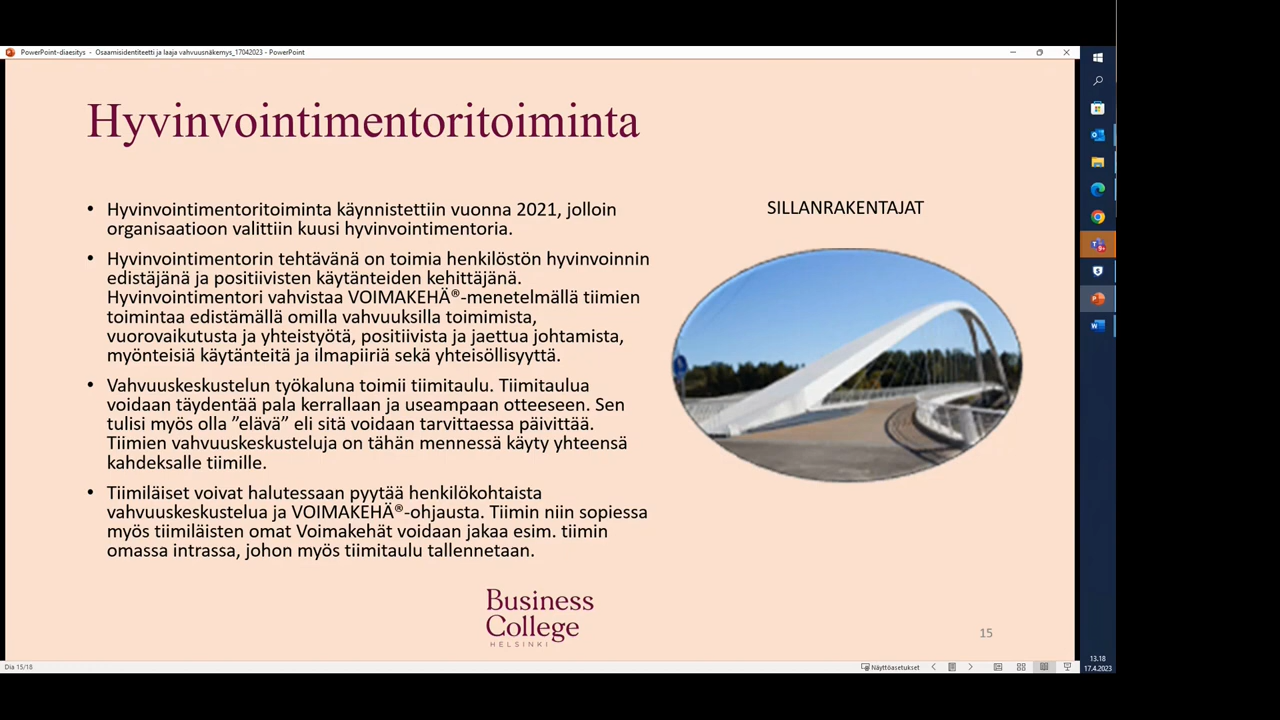 PowerPoint-diaesitys - Osaamisidentiteetti ja laaja vahvuusnäkemys_17042023 - PowerPoint
Hyvinvointimentoritoiminta
• Hyvinvointimentoritoiminta käynnistettiin vuonna 2021, jolloin
organisaatioon valittiin kuusi hyvinvointimentoria.
• Hyvinvointimentorin tehtävänä on toimia henkilöstön hyvinvoinnin
edistäjänä ja positiivisten käytänteiden kehittäjänä.
Hyvinvointimentori vahvistaa VOIMAKEHÄ®-menetelmällä tiimien
toimintaa edistämällä omilla vahvuuksilla toimimista,
vuorovaikutusta ja yhteistyötä, positiivista ja jaettua johtamista,
myönteisiä käytänteitä ja ilmapiiriä sekä yhteisöllisyyttä.
• Vahvuuskeskustelun työkaluna toimii tiimitaulu. Tiimitaulua
voidaan täydentää pala kerrallaan ja useampaan otteeseen. Sen
tulisi myös olla ”elävä” eli sitä voidaan tarvittaessa päivittää.
Tiimien vahvuuskeskusteluja on tähän mennessä käyty yhteensä
kahdeksalle tiimille.
• Tiimiläiset voivat halutessaan pyytää henkilökohtaista
vahvuuskeskustelua ja VOIMAKEHÄ®-ohjausta. Tiimin niin sopiessa
myös tiimiläisten omat Voimakehät voidaan jakaa esim. tiimin
omassa intrassa, johon myös tiimitaulu tallennetaan.
SILLANRAKENTAJAT
Business
College
HELSINKI
15
Dia 15/18
Näyttöasetukset
13.18
17.4.2023